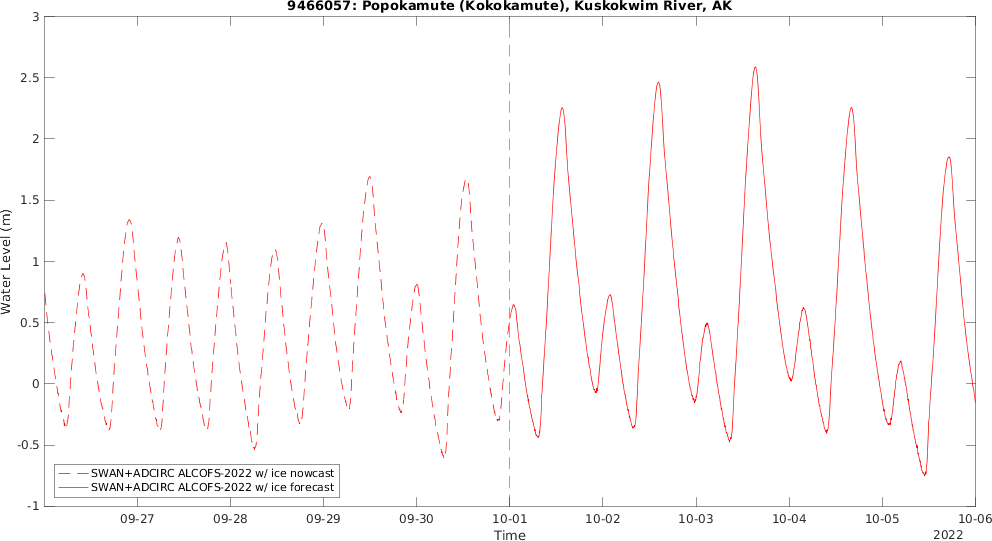 9466057: Popokamute (Kokokamute), Kuskokwim River, AK
3
2.5
2
1.5
1
0.5
0
-0.5
-1
Water Level (m)
SWAN+ADCIRC ALCOFS-2022 w/ ice nowcast
SWAN+ADCIRC ALCOFS-2022 w/ ice forecast
09-27 09-28 09-29 09-30 10-01 10-02 10-03 10-04 10-05 10-06
Time
2022